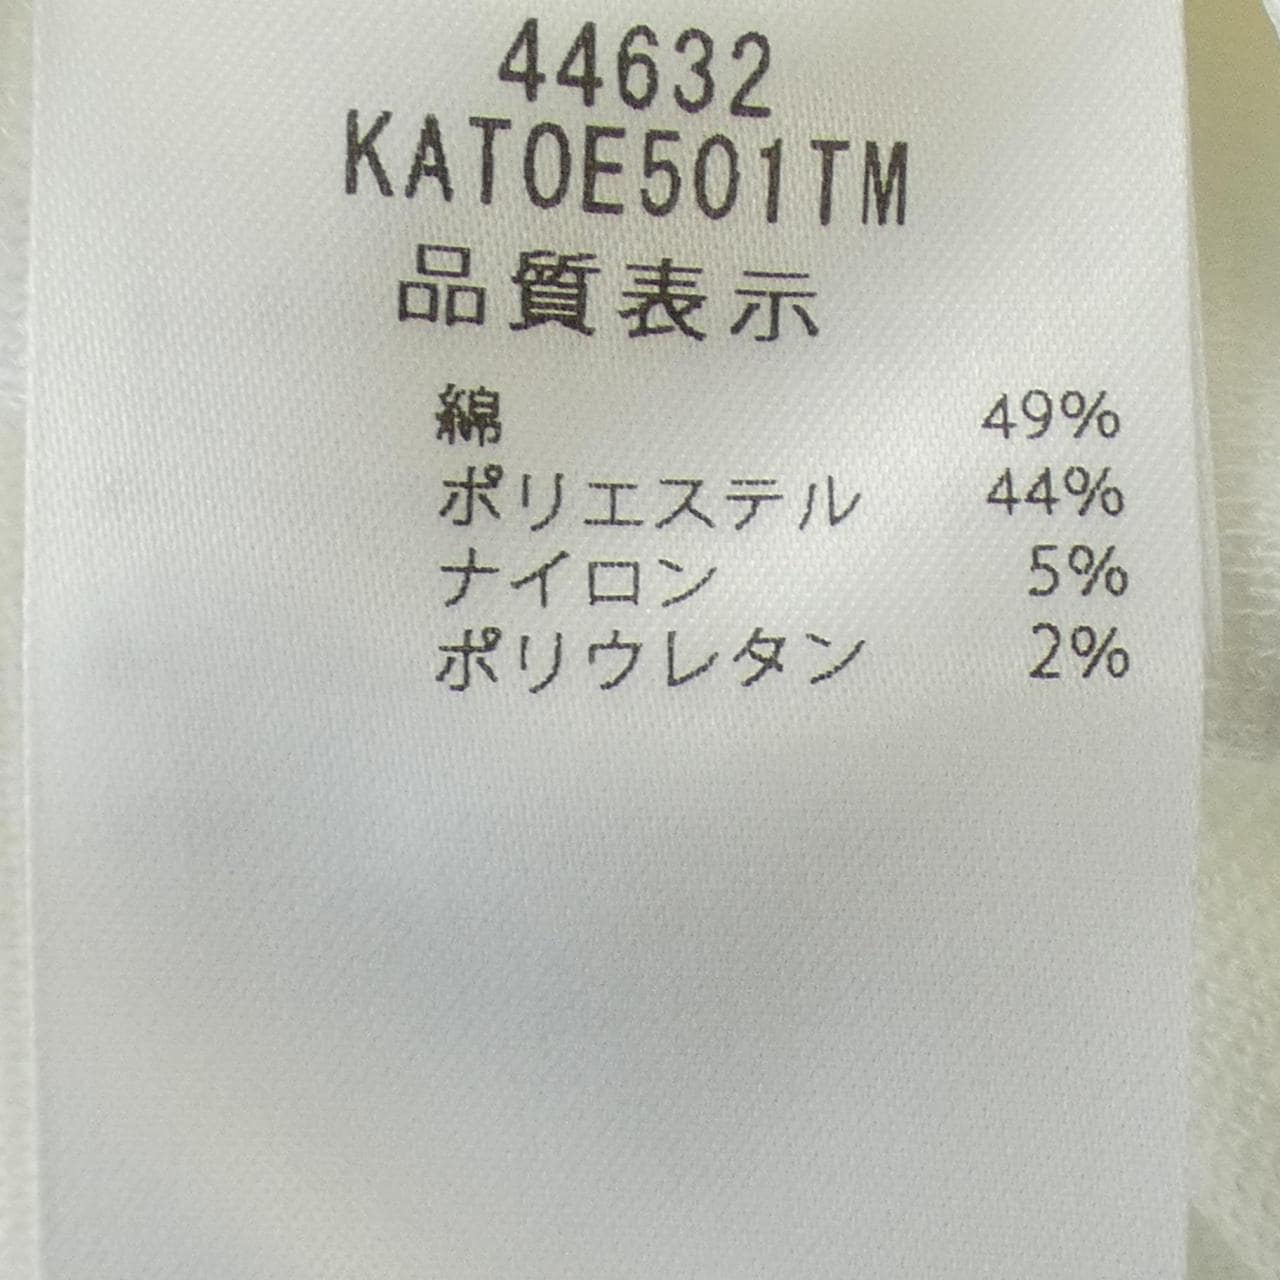 44632
KATOE501TM
品質表示
綿 49%
ポリエステル 44%
ナイロン 5%
ポリウレタン 2%